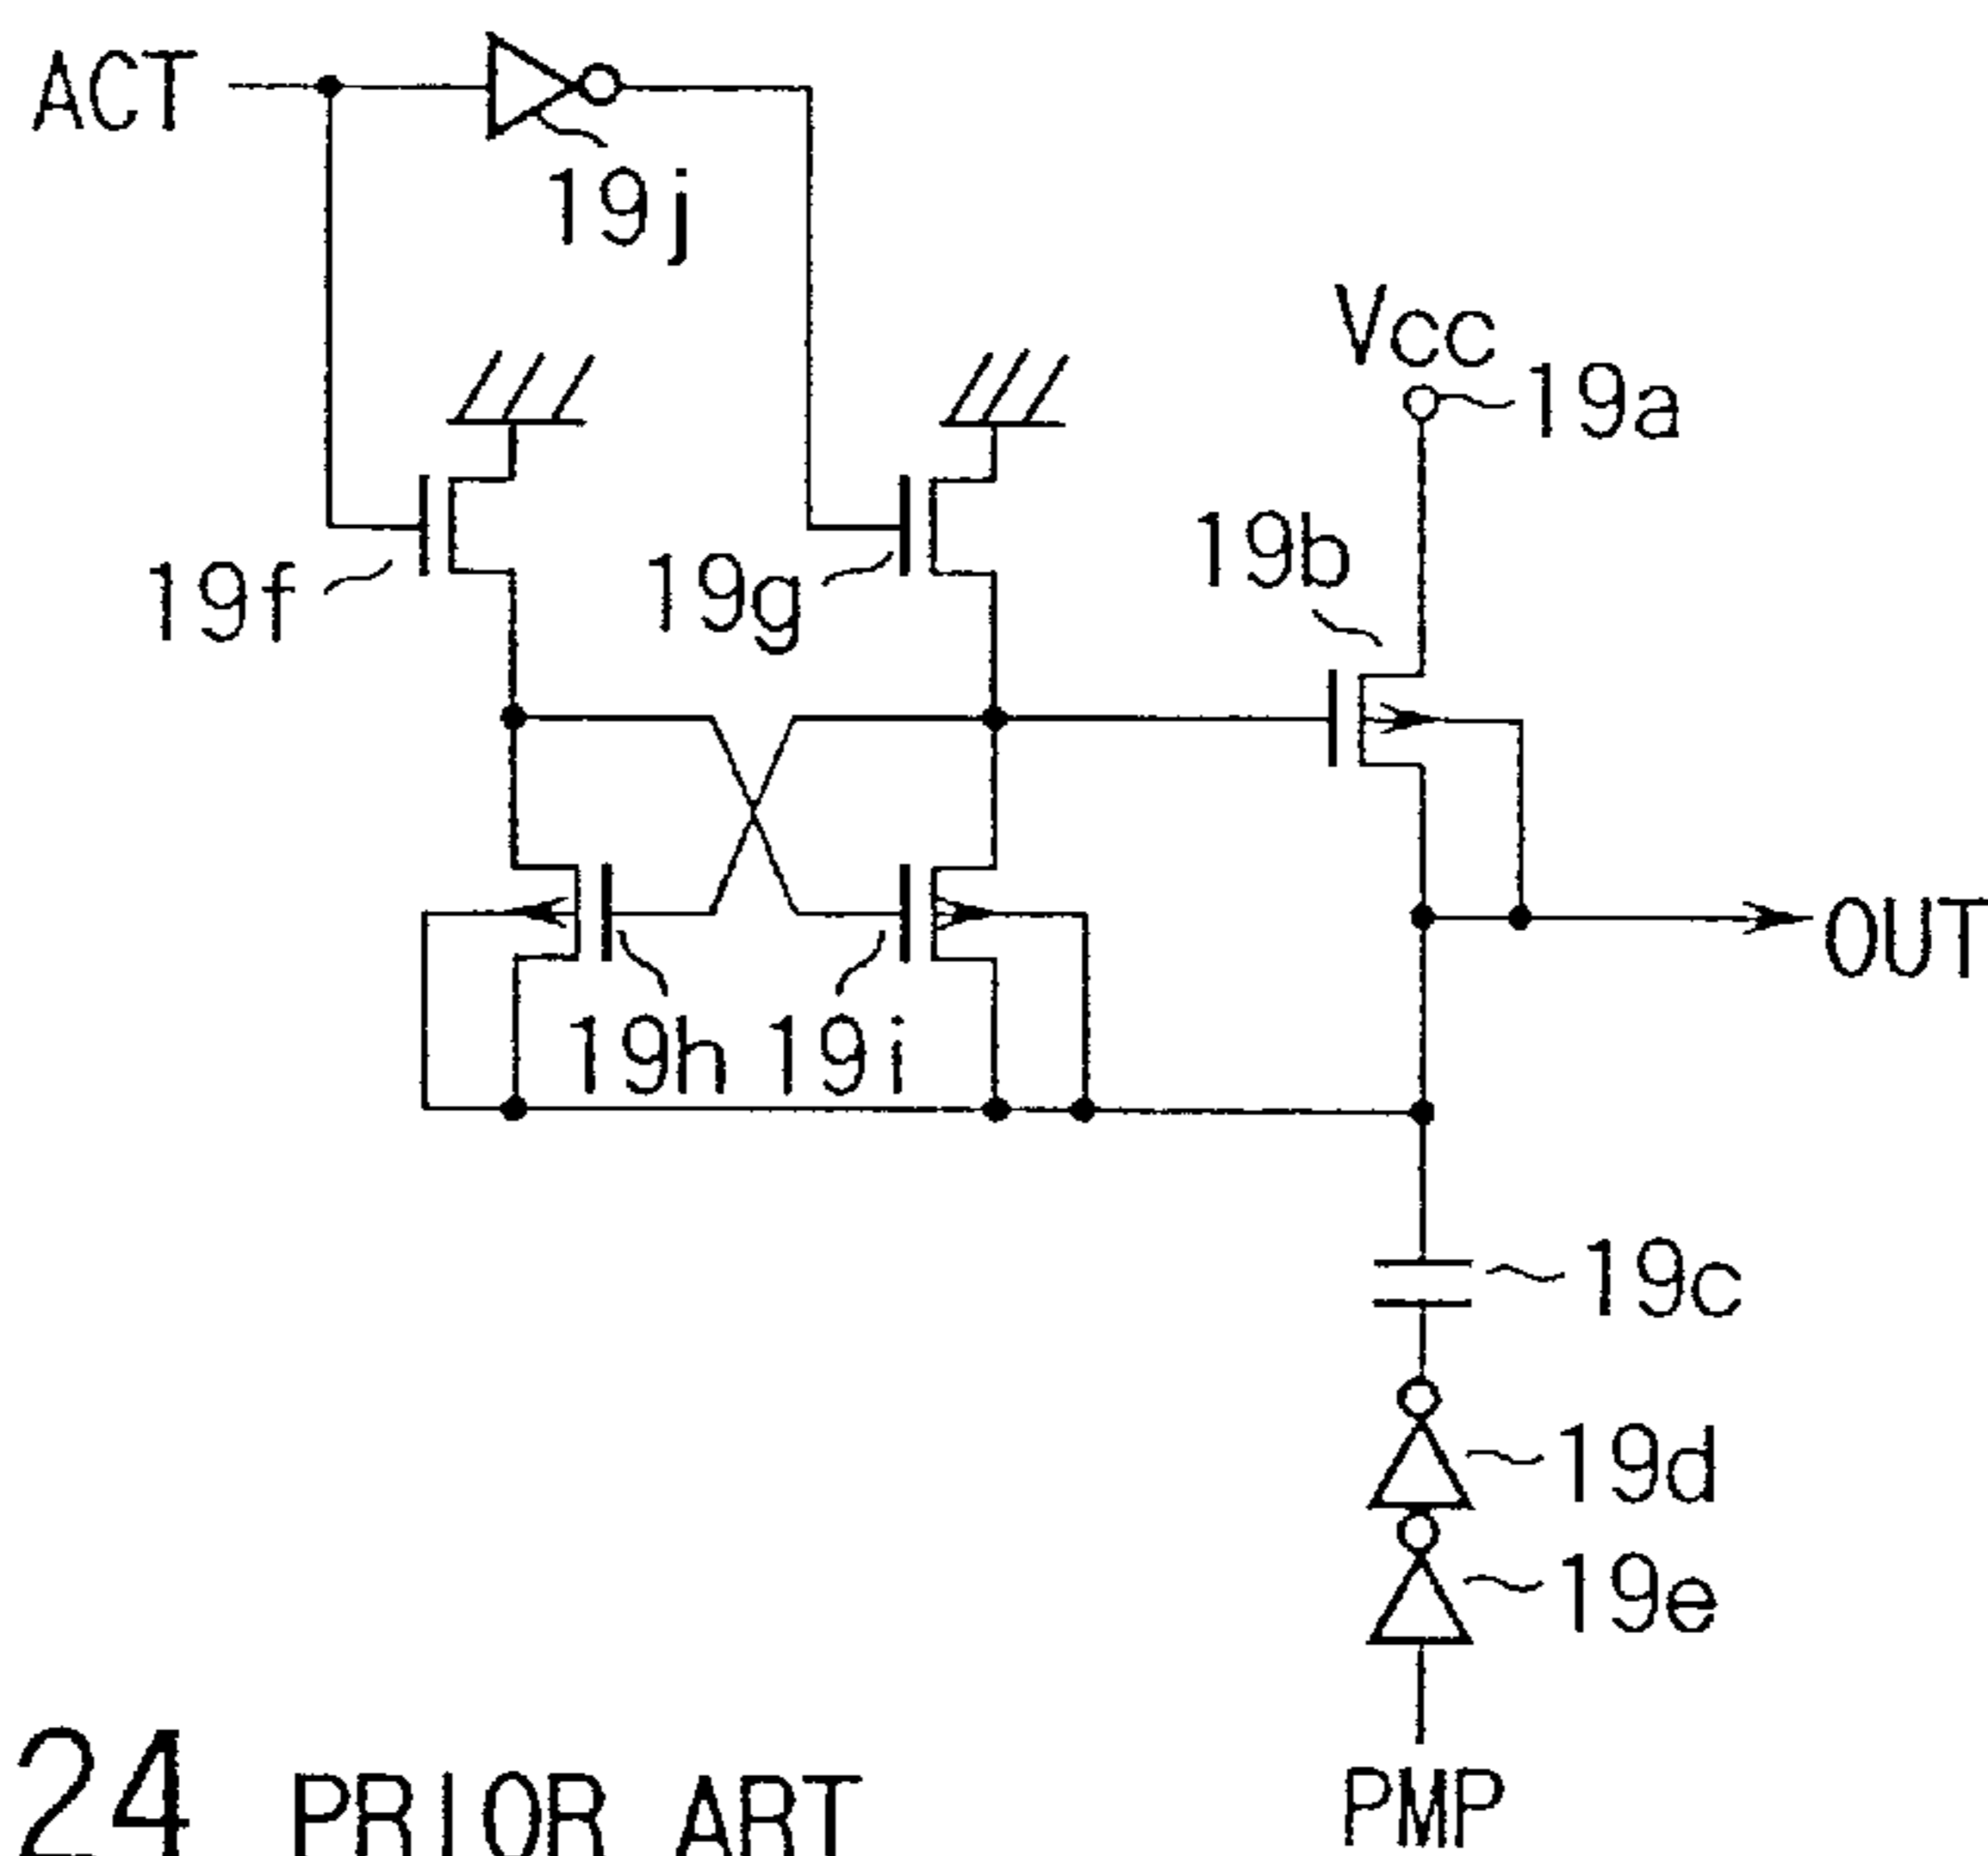 ACT
19j
Vcc
19a
19b
19f
19g
OUT
19h
19i
19c
19d
19e
PMP
24 PRIOR ART